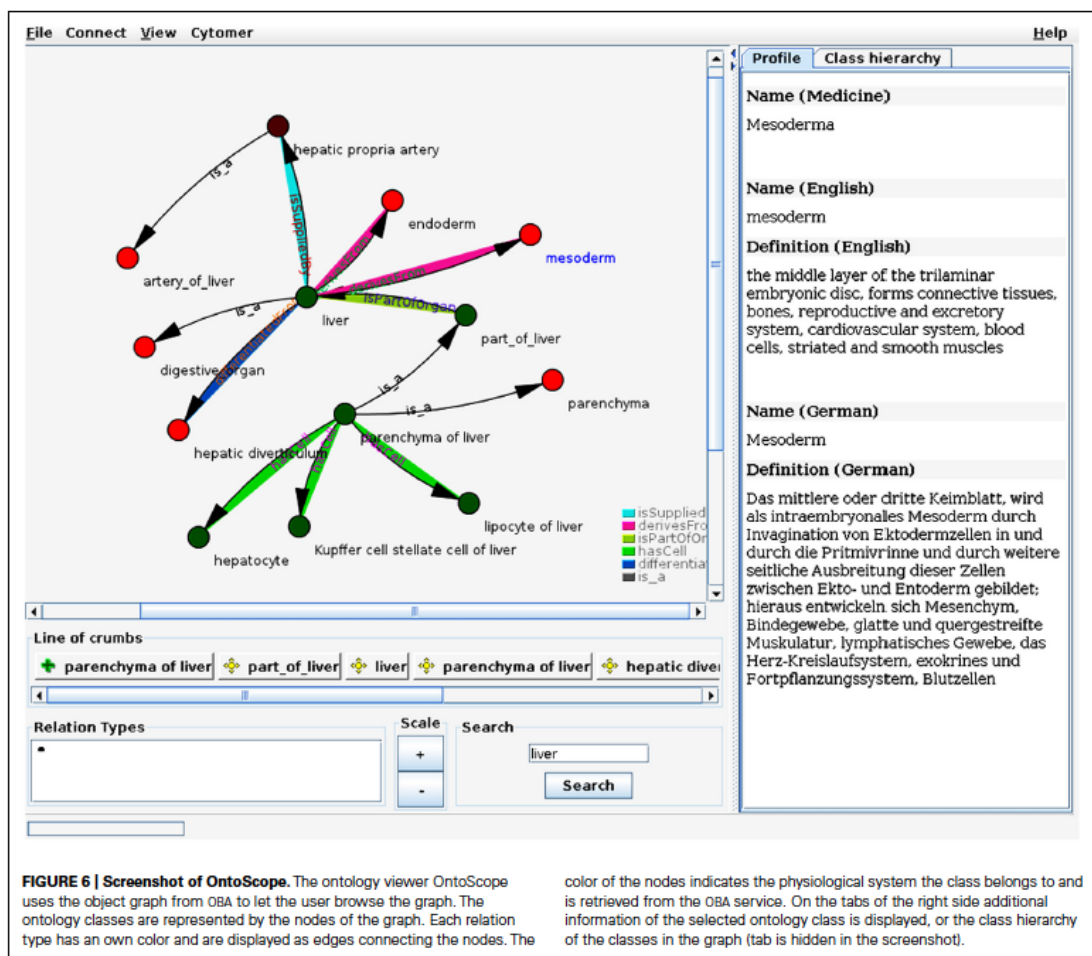 File Connect View Cytomer Help
hepatic propria artery
is_a
isSuppliedBy
endoderm
mesoderm
artery_of_liver
is_a
liver
isPartOfOrgan
part_of_liver
digestive_organ
is_a
is_a
parenchyma
parenchyma of liver
hepatic diverticulum
lipocyte of liver
Kupffer cell stellate cell of liver
hepatocyte
isSupplied
derivesFro
isPartOfOr
hasCell
differentia
is_a
Line of crumbs
parenchyma of liver part_of_liver liver parenchyma of liver hepatic diver
Relation Types
Scale
+
-
Search
liver
Search
Profile Class hierarchy
Name (Medicine)
Mesoderma
Name (English)
mesoderm
Definition (English)
the middle layer of the trilaminar
embryonic disc, forms connective tissues,
bones, reproductive and excretory
system, cardiovascular system, blood
cells, striated and smooth muscles
Name (German)
Mesoderm
Definition (German)
Das mittlere oder dritte Keimblatt, wird
als intraembryonales Mesoderm durch
Invagination von Ektodermzellen in und
durch die Pritmivrinne und durch weitere
seitliche Ausbreitung dieser Zellen
zwischen Ekto- und Entoderm gebildet;
hieraus entwickeln sich Mesenchym,
Bindegewebe, glatte und quergestreifte
Muskulatur, lymphatisches Gewebe, das
Herz-Kreislaufsystem, exokrines und
Fortpflanzungssystem, Blutzellen
FIGURE 6 | Screenshot of OntoScope. The ontology viewer OntoScope
uses the object graph from OBA to let the user browse the graph. The
ontology classes are represented by the nodes of the graph. Each relation
type has an own color and are displayed as edges connecting the nodes. The
color of the nodes indicates the physiological system the class belongs to and
is retrieved from the OBA service. On the tabs of the right side additional
information of the selected ontology class is displayed, or the class hierarchy
of the classes in the graph (tab is hidden in the screenshot).